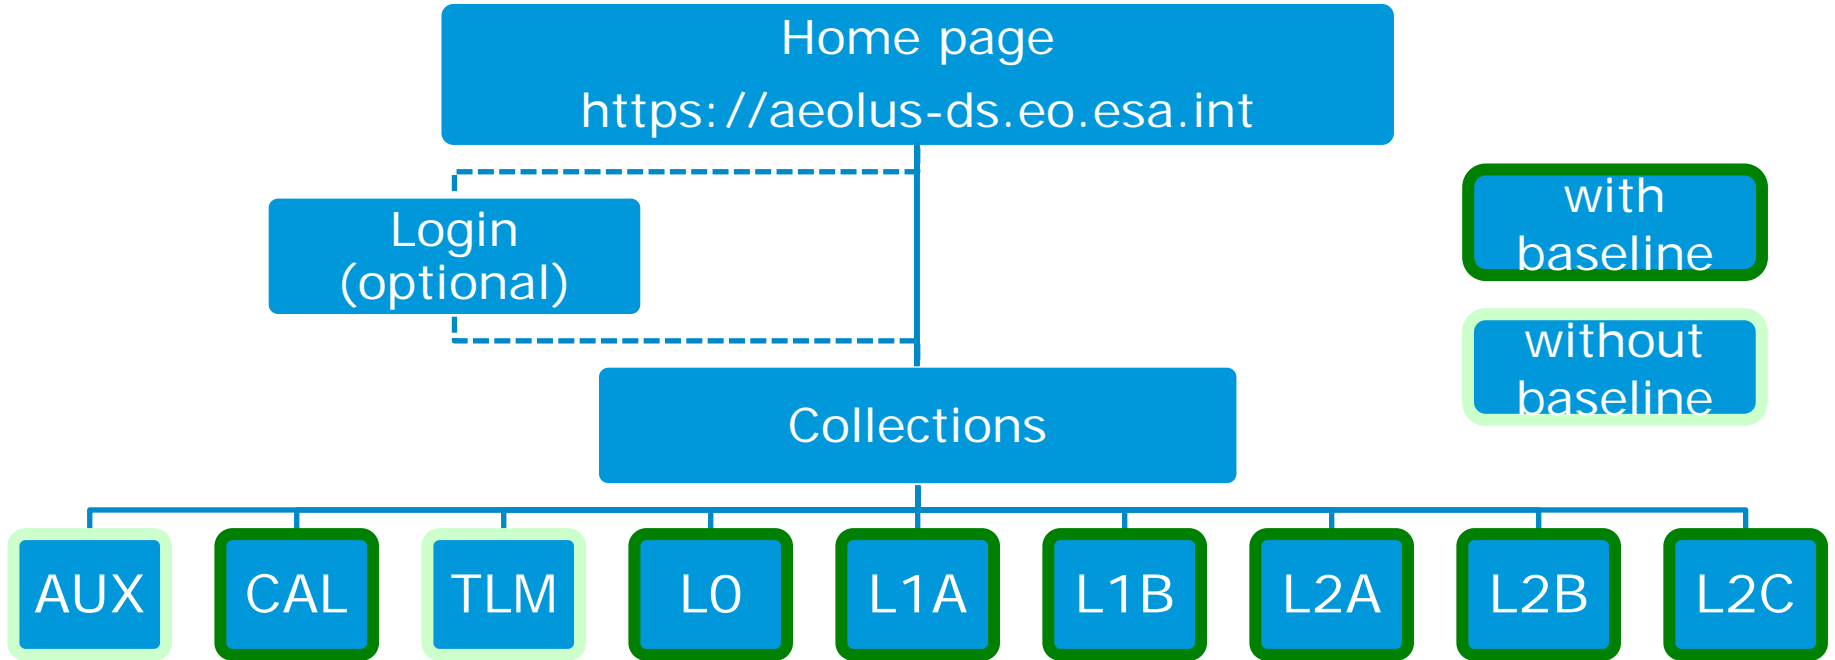 Home page
https://aeolus-ds.eo.esa.int
with
baseline
Login
(optional)
without
baseline
Collections
AUX
CAL
TLM
L0
L1A
L1B
L2A
L2B
L2C